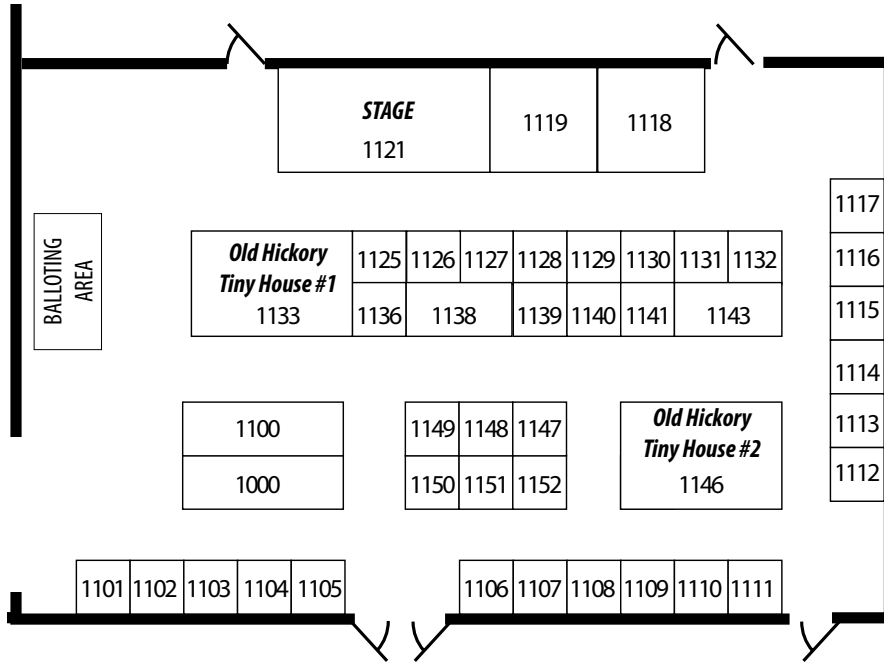 STAGE
1121
1119
1118
1117
1116
1115
1114
1113
1112
BALLOTING
AREA
Old Hickory
Tiny House #1
1133
1125 1126 1127 1128 1129 1130 1131 1132
1136 1138 1139 1140 1141 1143
1100
1000
1149 1148 1147
1150 1151 1152
Old Hickory
Tiny House #2
1146
1101 1102 1103 1104 1105
1106 1107 1108 1109 1110 1111